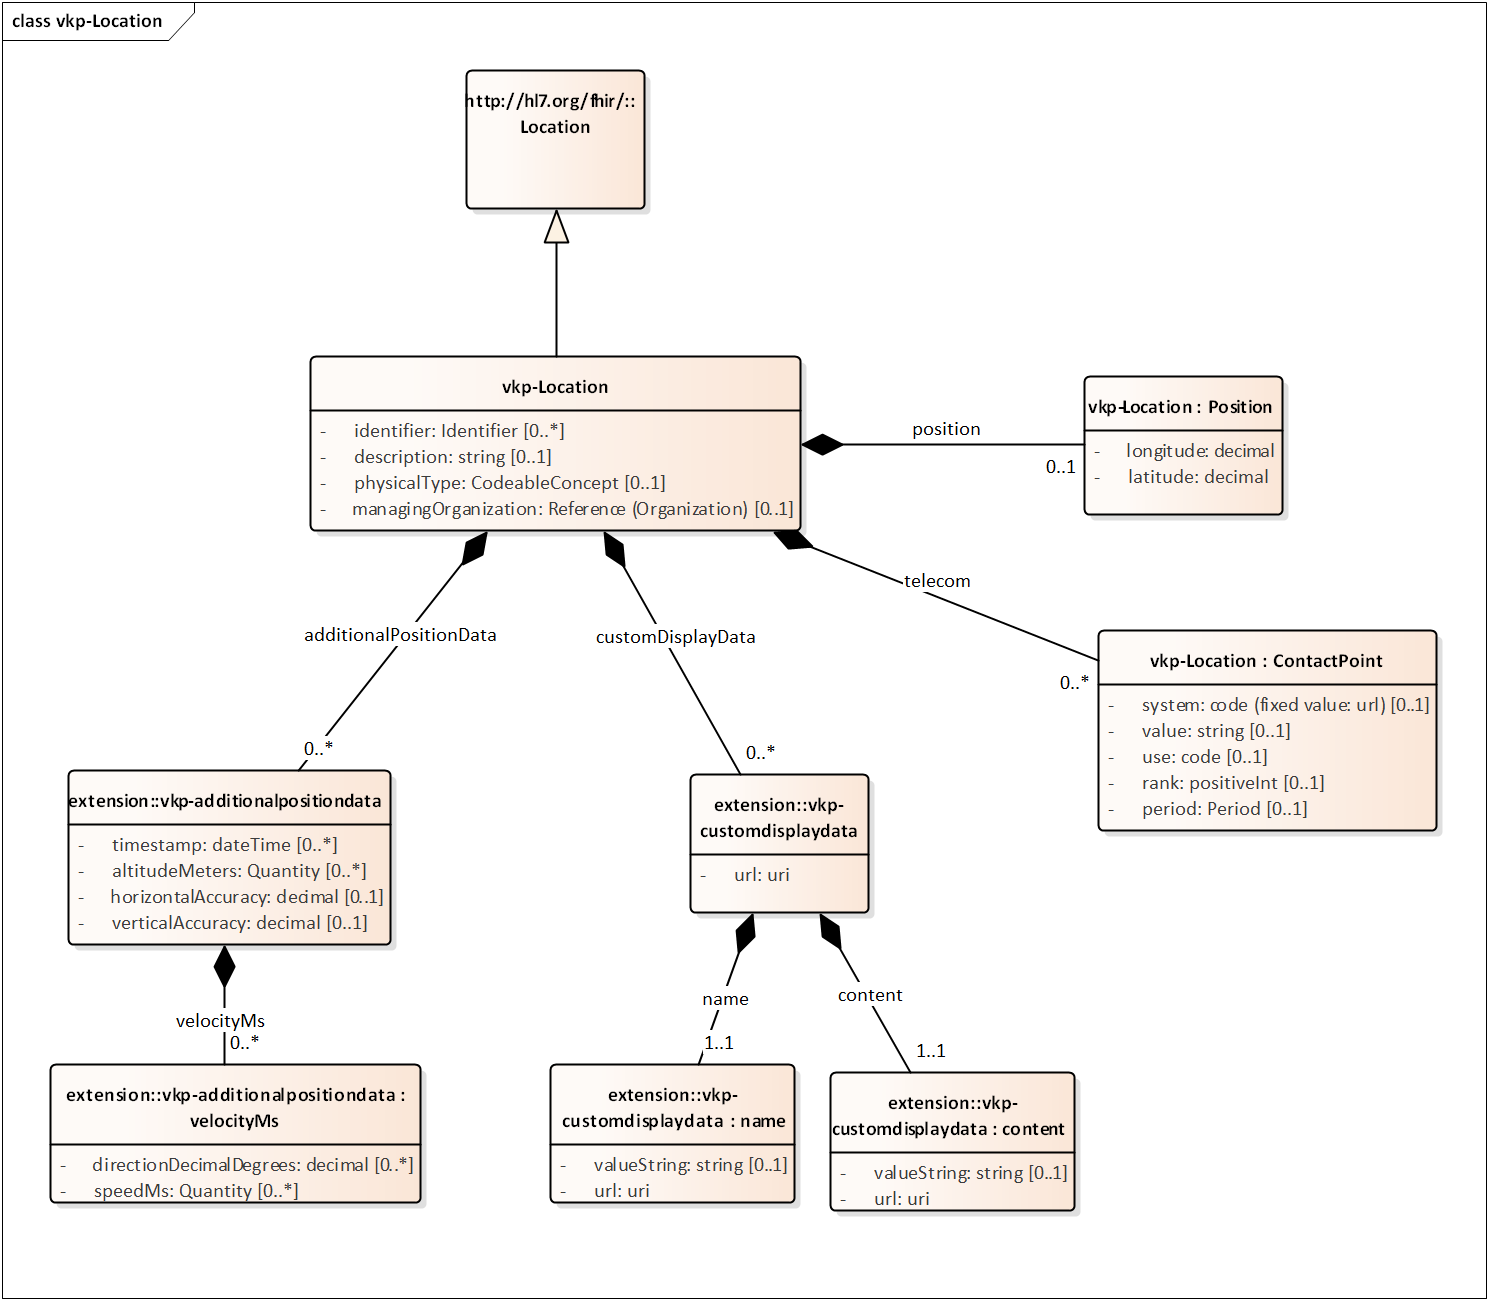 class vkp-Location
http://hl7.org/fhir/::
Location
vkp-Location
- identifier: Identifier [0..*]
- description: string [0..1]
- physicalType: CodeableConcept [0..1]
- managingOrganization: Reference (Organization) [0..1]
position
0..1
vkp-Location : Position
- longitude: decimal
- latitude: decimal
telecom
0..*
vkp-Location : ContactPoint
- system: code (fixed value: url) [0..1]
- value: string [0..1]
- use: code [0..1]
- rank: positiveInt [0..1]
- period: Period [0..1]
additionalPositionData
0..*
extension::vkp-additionalpositiondata
- timestamp: dateTime [0..*]
- altitudeMeters: Quantity [0..*]
- horizontalAccuracy: decimal [0..1]
- verticalAccuracy: decimal [0..1]
velocityMs
0..*
extension::vkp-additionalpositiondata :
velocityMs
- directionDecimalDegrees: decimal [0..*]
- speedMs: Quantity [0..*]
customDisplayData
0..*
extension::vkp-
customdisplaydata
- url: uri
name
1..1
extension::vkp-
customdisplaydata : name
- valueString: string [0..1]
- url: uri
content
1..1
extension::vkp-
customdisplaydata : content
- valueString: string [0..1]
- url: uri